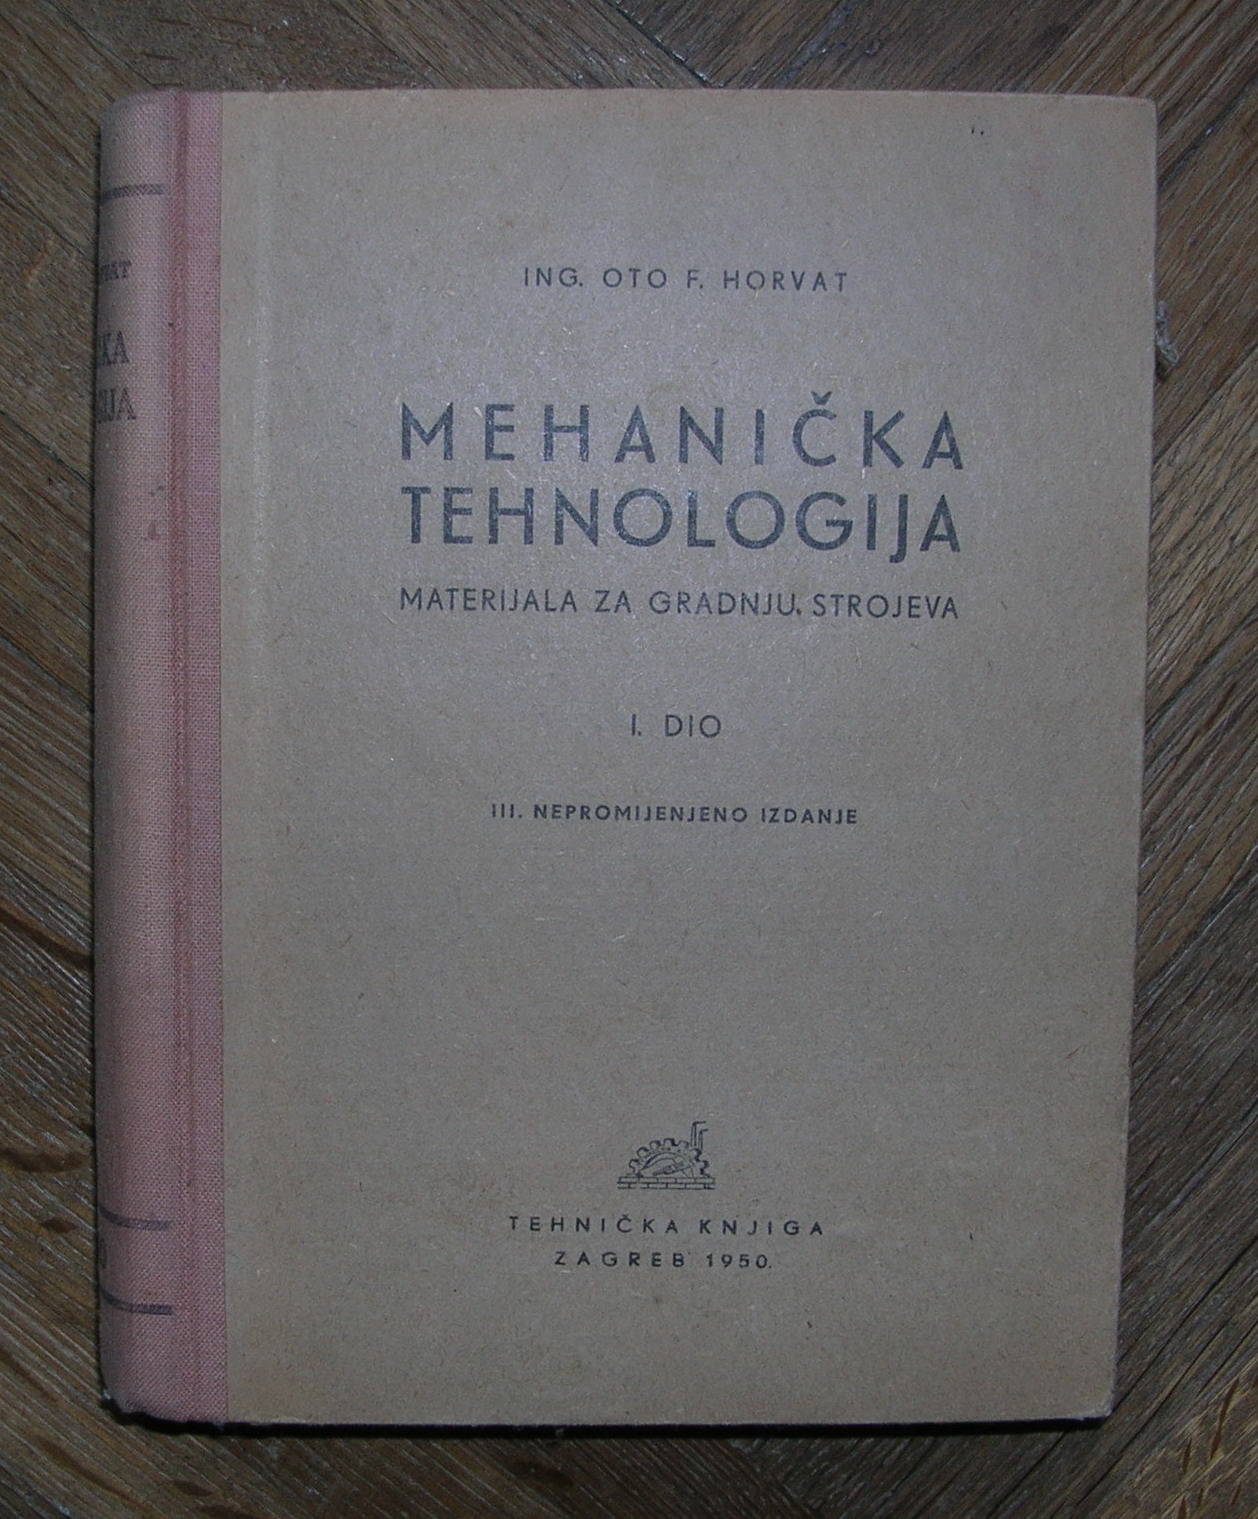 ING. OTO F. HORVAT
MEHANIČKA
TEHNOLOGIJA
MATERIJALA ZA GRADNJU. STROJEVA
I. DIO
III. NEPROMIJENJENO IZDANJE
TEHNIČKA KNJIGA
ZAGREB 1950.